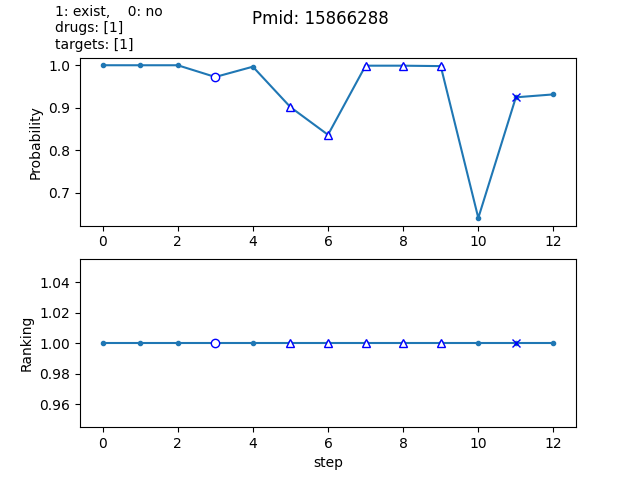 1: exist,    0: no
drugs: [1]
targets: [1]
Pmid: 15866288
Probability
1.0
0.9
0.8
0.7
0 2 4 6 8 10 12
Ranking
1.04
1.02
1.00
0.98
0.96
0 2 4 6 8 10 12
step